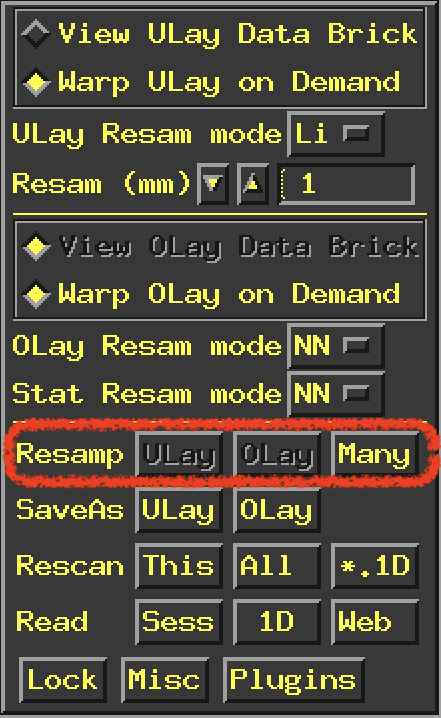 View ULay Data Brick
Warp ULay on Demand
ULay Resam mode Li
Resam (mm) 1
View OLay Data Brick
Warp OLay on Demand
OLay Resam mode NN
Stat Resam mode NN
Resamp ULay OLay Many
SaveAs ULay OLay
Rescan This All *.1D
Read Sess 1D Web
Lock Misc Plugins